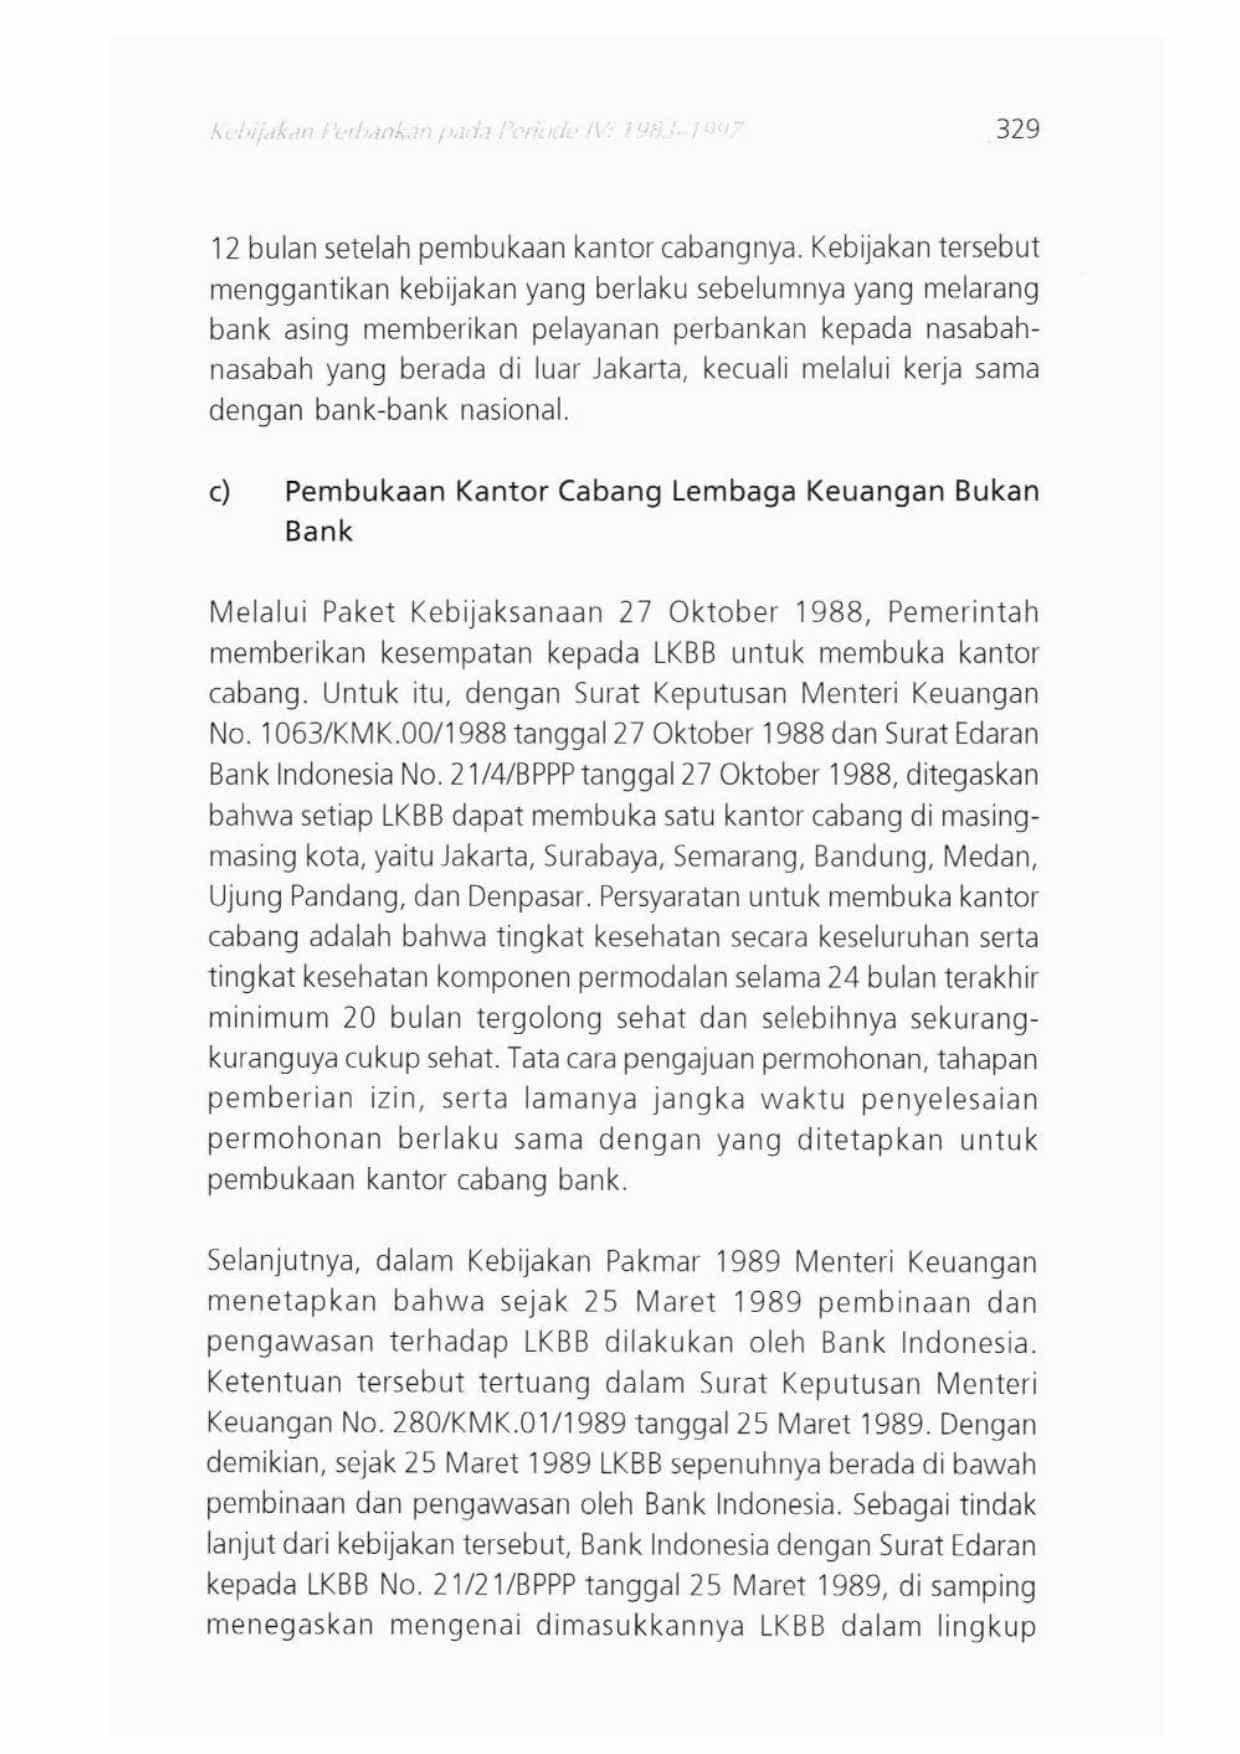 Kebijakan Perbankan pada Periode IV: 1983–1997 329
12 bulan setelah pembukaan kantor cabangnya. Kebijakan tersebut
menggantikan kebijakan yang berlaku sebelumnya yang melarang
bank asing memberikan pelayanan perbankan kepada nasabah-
nasabah yang berada di luar Jakarta, kecuali melalui kerja sama
dengan bank-bank nasional.
c) Pembukaan Kantor Cabang Lembaga Keuangan Bukan
Bank
Melalui Paket Kebijaksanaan 27 Oktober 1988, Pemerintah
memberikan kesempatan kepada LKBB untuk membuka kantor
cabang. Untuk itu, dengan Surat Keputusan Menteri Keuangan
No. 1063/KMK.00/1988 tanggal 27 Oktober 1988 dan Surat Edaran
Bank Indonesia No. 21/4/BPPP tanggal 27 Oktober 1988, ditegaskan
bahwa setiap LKBB dapat membuka satu kantor cabang di masing-
masing kota, yaitu Jakarta, Surabaya, Semarang, Bandung, Medan,
Ujung Pandang, dan Denpasar. Persyaratan untuk membuka kantor
cabang adalah bahwa tingkat kesehatan secara keseluruhan serta
tingkat kesehatan komponen permodalan selama 24 bulan terakhir
minimum 20 bulan tergolong sehat dan selebihnya sekurang-
kuranguya cukup sehat. Tata cara pengajuan permohonan, tahapan
pemberian izin, serta lamanya jangka waktu penyelesaian
permohonan berlaku sama dengan yang ditetapkan untuk
pembukaan kantor cabang bank.
Selanjutnya, dalam Kebijakan Pakmar 1989 Menteri Keuangan
menetapkan bahwa sejak 25 Maret 1989 pembinaan dan
pengawasan terhadap LKBB dilakukan oleh Bank Indonesia.
Ketentuan tersebut tertuang dalam Surat Keputusan Menteri
Keuangan No. 280/KMK.01/1989 tanggal 25 Maret 1989. Dengan
demikian, sejak 25 Maret 1989 LKBB sepenuhnya berada di bawah
pembinaan dan pengawasan oleh Bank Indonesia. Sebagai tindak
lanjut dari kebijakan tersebut, Bank Indonesia dengan Surat Edaran
kepada LKBB No. 21/21/BPPP tanggal 25 Maret 1989, di samping
menegaskan mengenai dimasukkannya LKBB dalam lingkup